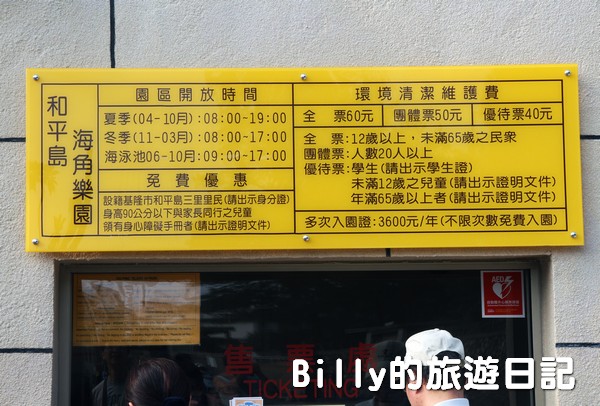 和平島
海角樂園
園區開放時間
夏季(04-10月):08:00-19:00
冬季(11-03月):08:00-17:00
海泳池06-10月:09:00-17:00
免費優惠
設籍基隆市和平島三里里民(請出示身分證)
身高90公分以下與家長同行之兒童
領有身心障礙手冊者(請出示證明文件)
環境清潔維護費
全 票60元
團體票50元
優待票40元
全 票:12歲以上,未滿65歲之民眾
團體票:人數20人以上
優待票:學生(請出示學生證)
未滿12歲之兒童(請出示證明文件)
年滿65歲以上者(請出示證明文件)
多次入園證:3600元/年(不限次數免費入園)
AED
售票處
TICKETING
Billy的旅遊日記